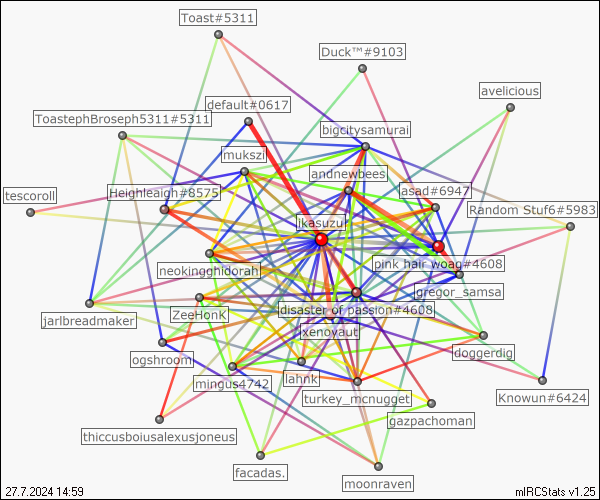 Toast#5311
Duck™#9103
avelicious
default#0617
ToastephBroseph5311#5311
bigcitysamurai
mukszi
andnewbees
tescoroll
Heighleaigh#8575
asad#6947
Random Stuf6#5983
jkasuzu
neokingghidorah
pink hair woag#4608
gregor_samsa
jarlbreadmaker
ZeeHonK
disaster of passion#4608
xenoyaut
ogshroom
doggerdig
mingus4742
lahnk
turkey_mcnugget
Knowun#6424
gazpachoman
thiccusboiusalexusjoneus
facadas.
moonraven
27.7.2024 14:59
mIRCStats v1.25